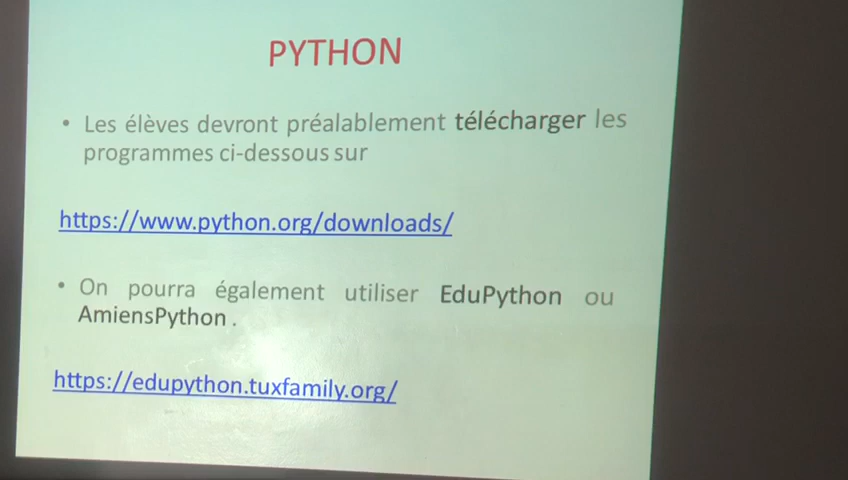 PYTHON
• Les élèves devront préalablement télécharger les
programmes ci-dessous sur
https://www.python.org/downloads/
• On pourra également utiliser EduPython ou
AmiensPython .
https://edupython.tuxfamily.org/